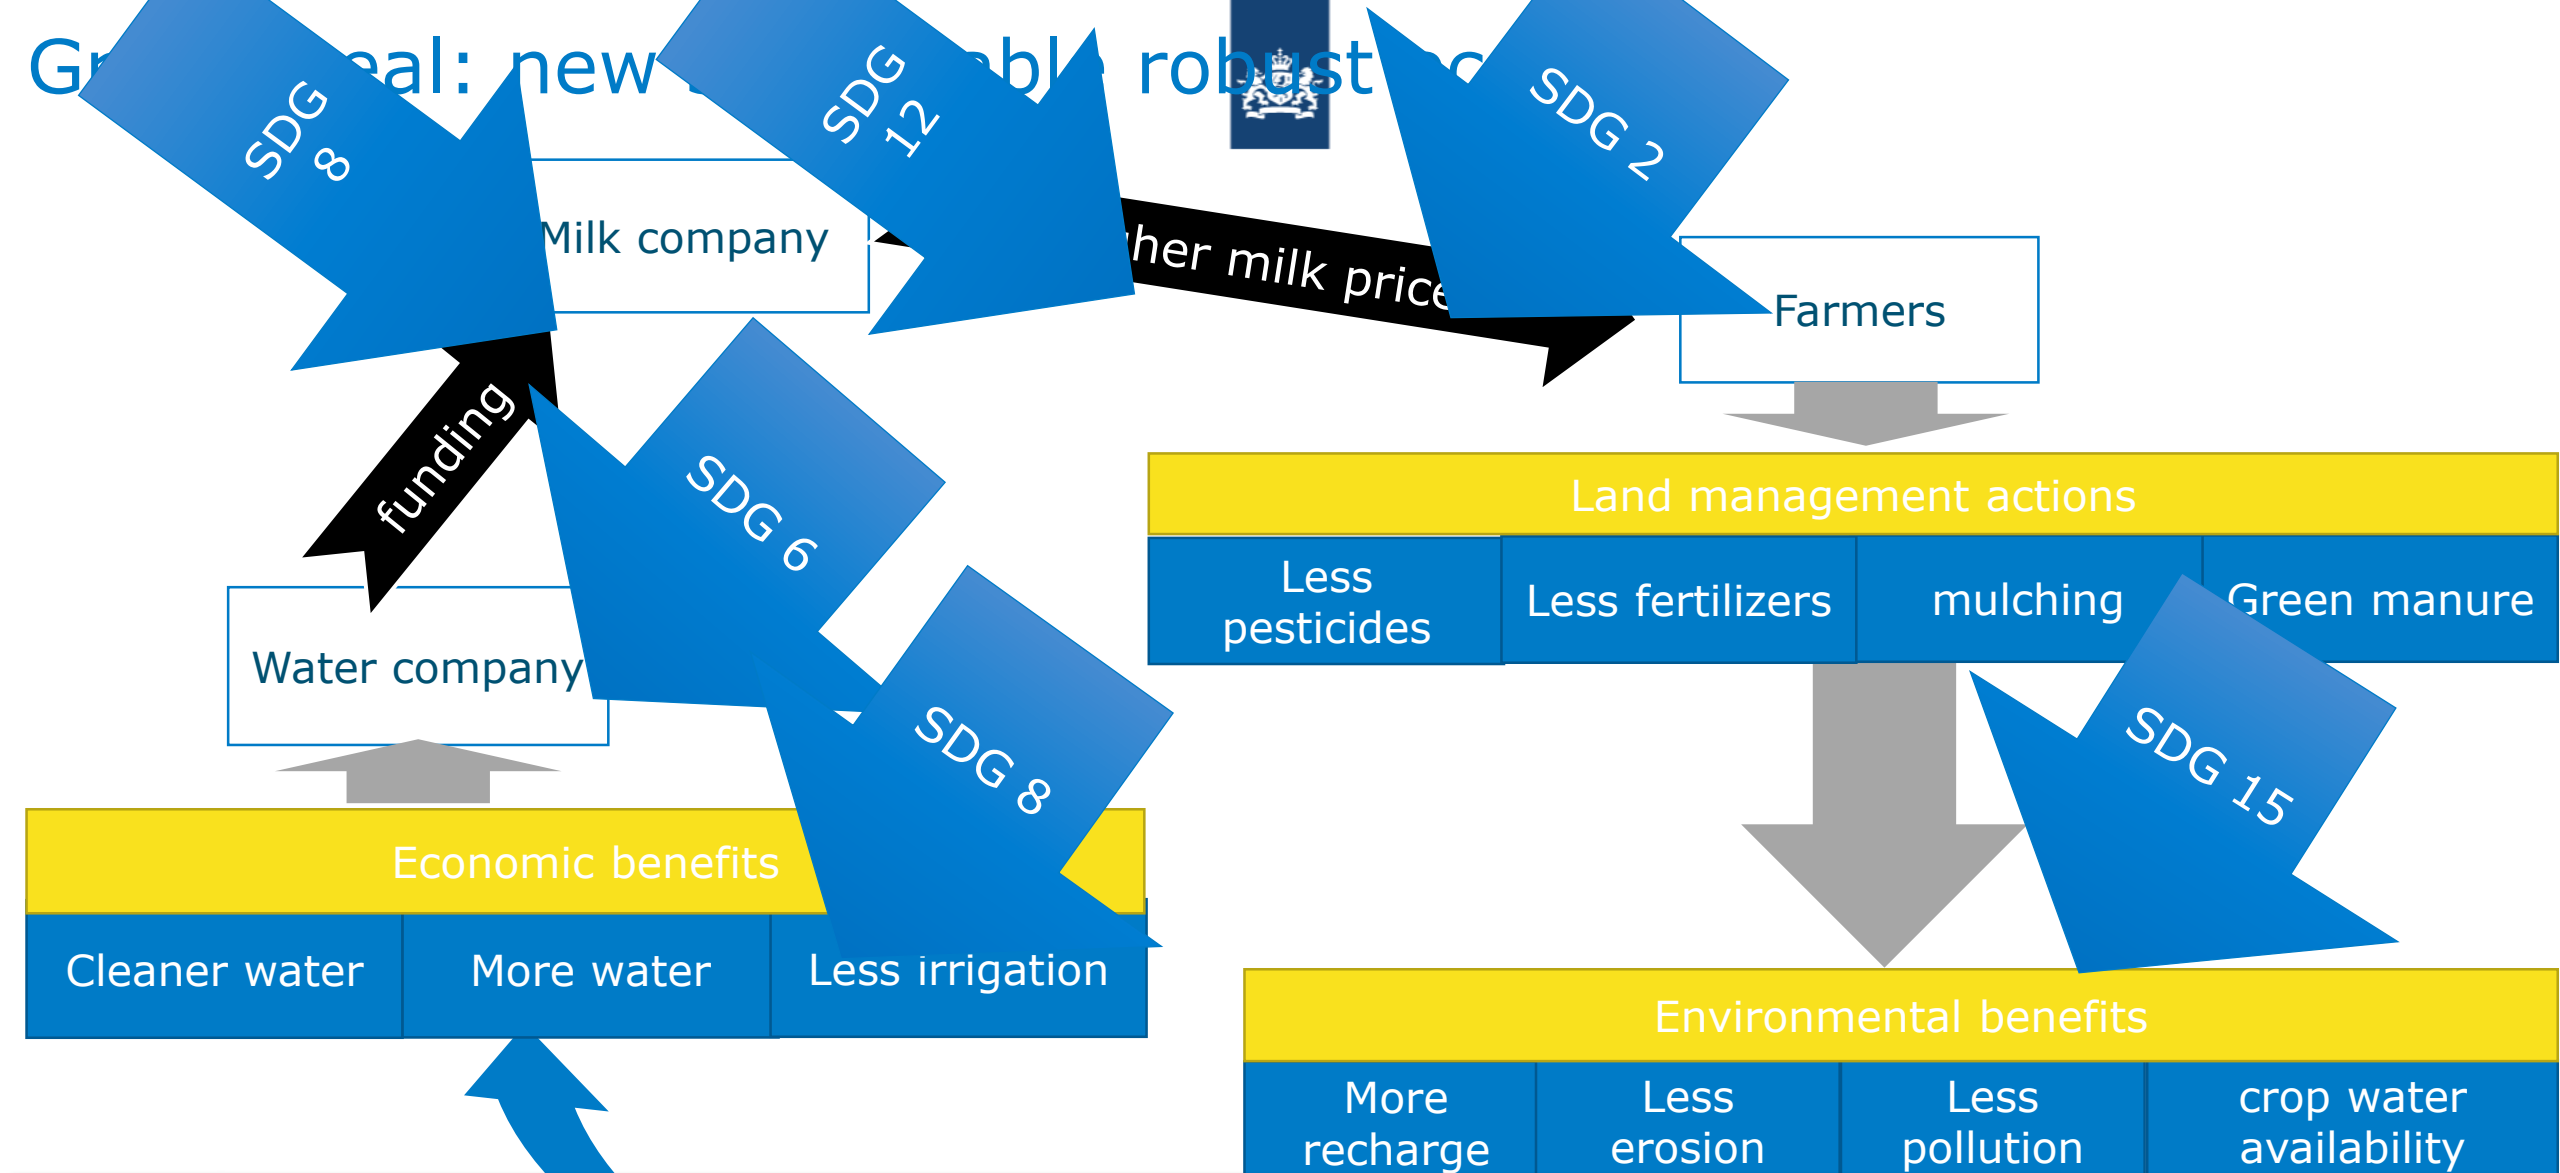 new robust
SDG
8
SDG
12
SDG 2
Milk company
milk price
Farmers
funding
SDG 6
Land management actions
Less
pesticides
Less fertilizers
mulching
Green manure
Water company
SDG 8
SDG 15
Economic benefits
Cleaner water
More water
Less irrigation
Environmental benefits
More
recharge
Less
erosion
Less
pollution
crop water
availability